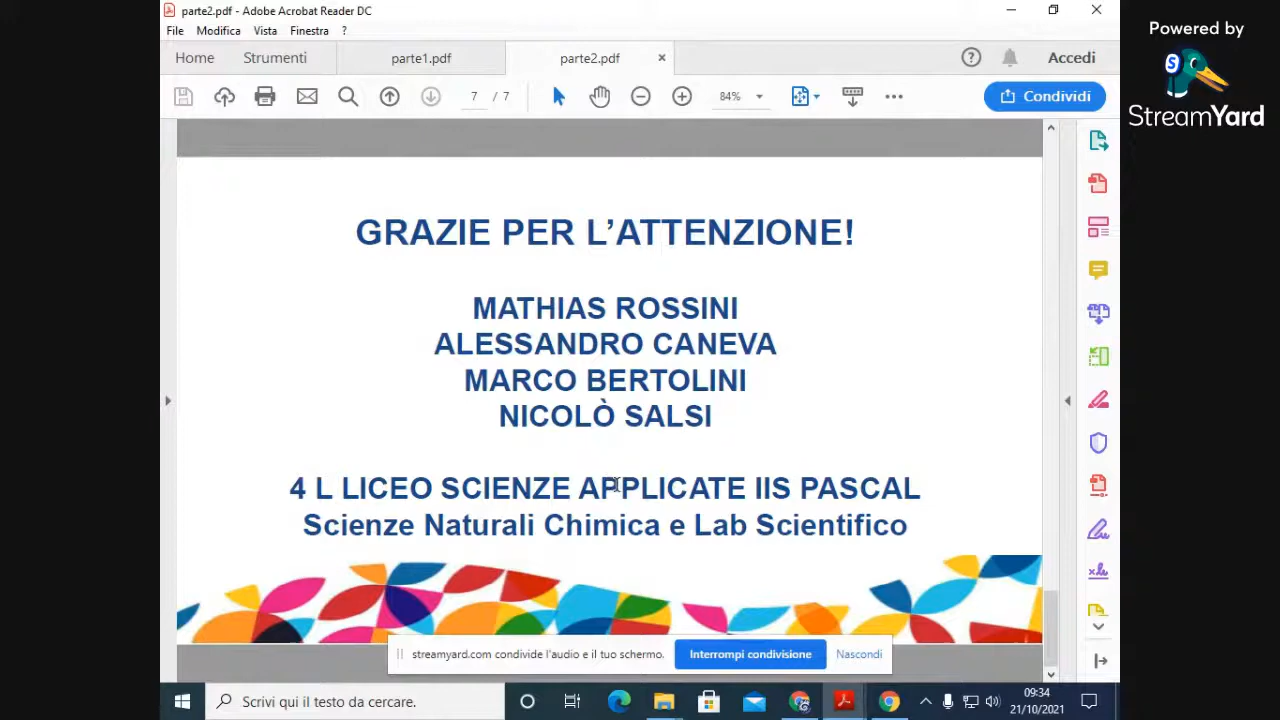 parte2.pdf - Adobe Acrobat Reader DC
Powered by
StreamYard
File Modifica Vista Finestra ?
Home Strumenti parte1.pdf parte2.pdf × ? Accedi
7 / 7 84% Condividi
GRAZIE PER L’ATTENZIONE!
MATHIAS ROSSINI
ALESSANDRO CANEVA
MARCO BERTOLINI
NICOLÒ SALSI
4 L LICEO SCIENZE APPLICATE IIS PASCAL
Scienze Naturali Chimica e Lab Scientifico
streamyard.com condivide l'audio e il tuo schermo. Interrompi condivisione Nascondi
Scrivi qui il testo da cercare. 09:34
21/10/2021